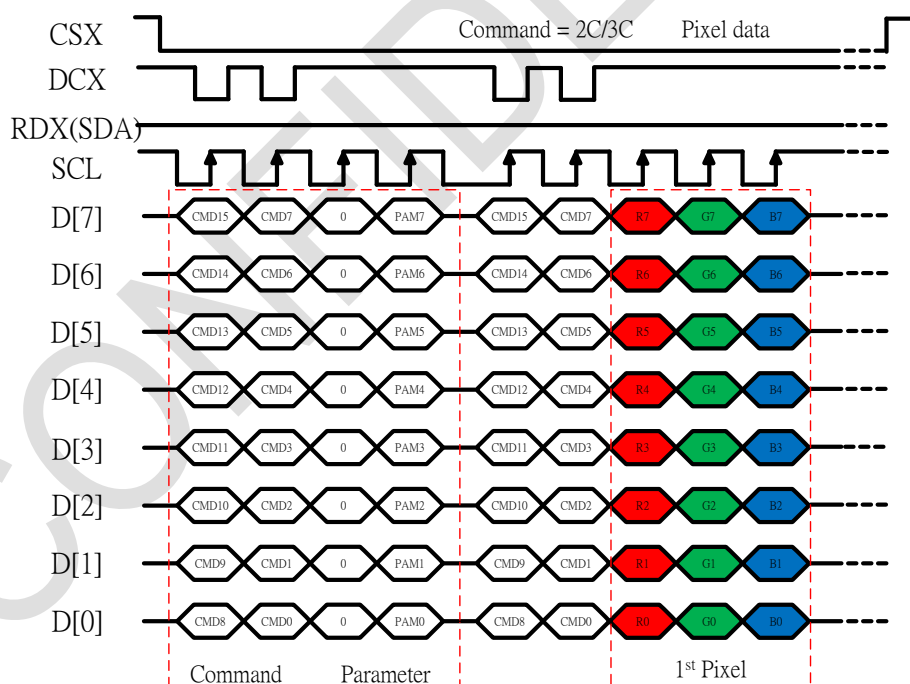 CSX Command = 2C/3C Pixel data
DCX
RDX(SDA)
SCL
D[7] CMD15 CMD7 0 PAM7 CMD15 CMD7 R7 G7 B7
D[6] CMD14 CMD6 0 PAM6 CMD14 CMD6 R6 G6 B6
D[5] CMD13 CMD5 0 PAM5 CMD13 CMD5 R5 G5 B5
D[4] CMD12 CMD4 0 PAM4 CMD12 CMD4 R4 G4 B4
D[3] CMD11 CMD3 0 PAM3 CMD11 CMD3 R3 G3 B3
D[2] CMD10 CMD2 0 PAM2 CMD10 CMD2 R2 G2 B2
D[1] CMD9 CMD1 0 PAM1 CMD9 CMD1 R1 G1 B1
D[0] CMD8 CMD0 0 PAM0 CMD8 CMD0 R0 G0 B0
Command Parameter 1st Pixel